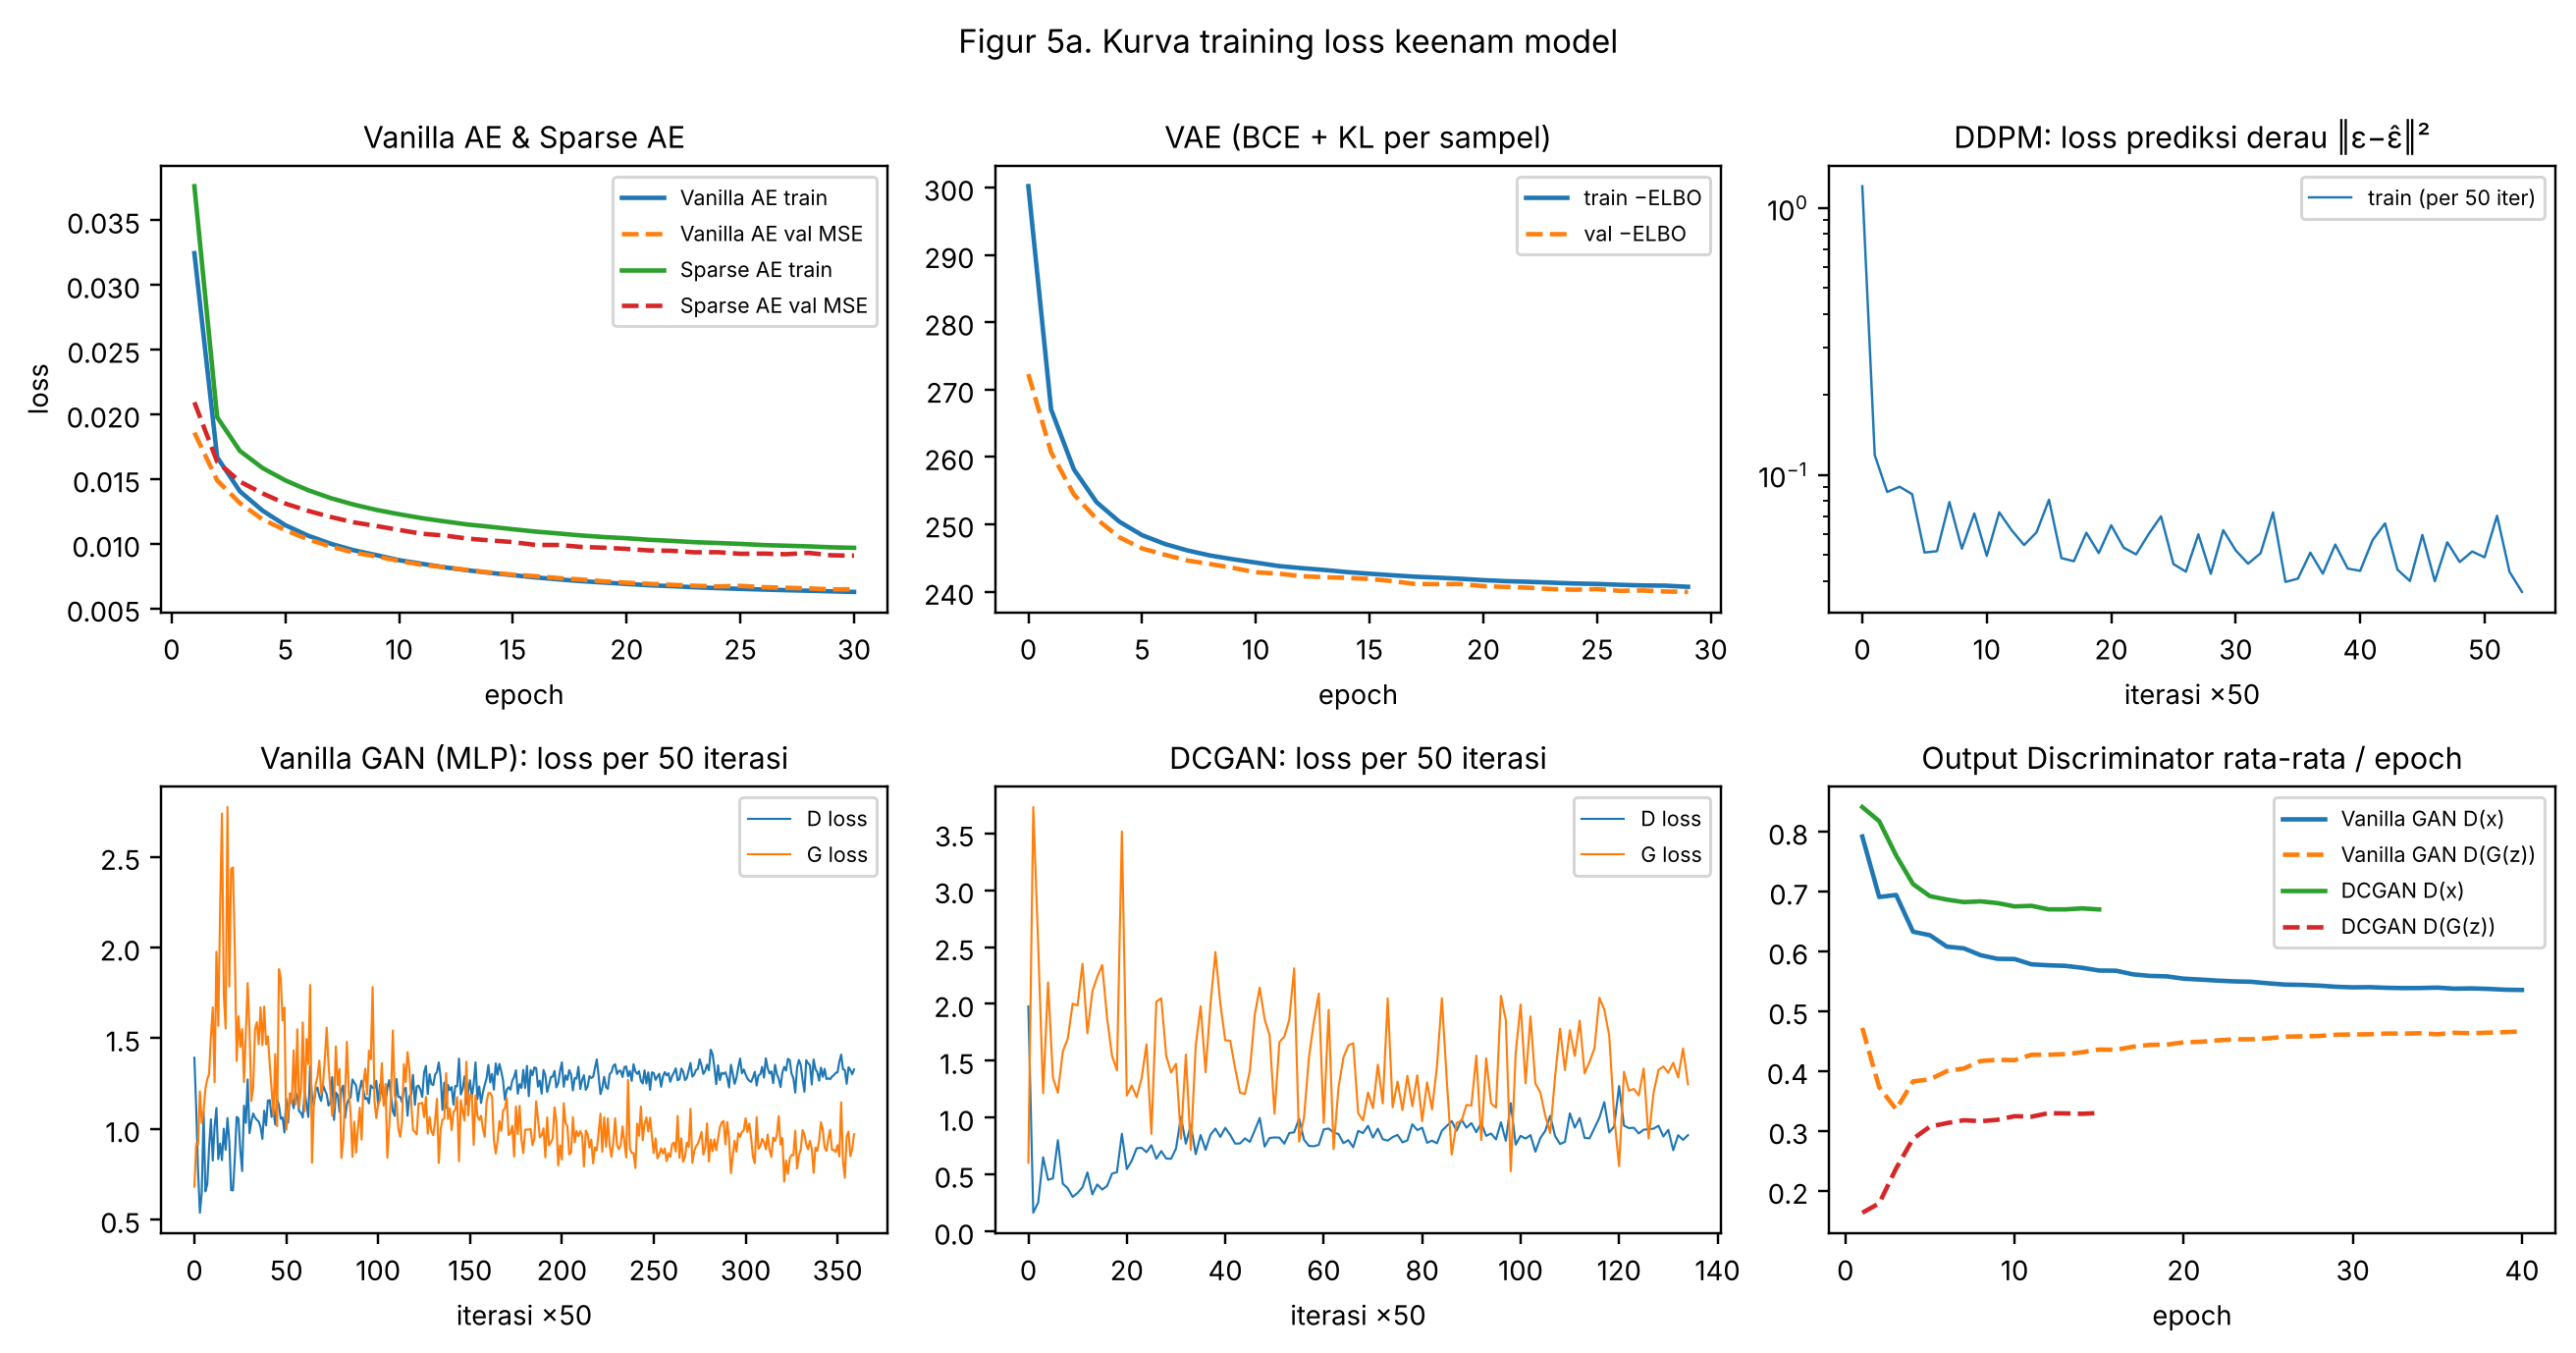 Figur 5a. Kurva training loss keenam model
Vanilla AE & Sparse AE
loss
0.035
0.030
0.025
0.020
0.015
0.010
0.005
0 5 10 15 20 25 30
epoch
Vanilla AE train
Vanilla AE val MSE
Sparse AE train
Sparse AE val MSE
VAE (BCE + KL per sampel)
300
290
280
270
260
250
240
0 5 10 15 20 25 30
epoch
train −ELBO
val −ELBO
DDPM: loss prediksi derau ‖ε−ε̂‖²
10⁰
10⁻¹
0 10 20 30 40 50
iterasi ×50
train (per 50 iter)
Vanilla GAN (MLP): loss per 50 iterasi
2.5
2.0
1.5
1.0
0.5
0 50 100 150 200 250 300 350
iterasi ×50
D loss
G loss
DCGAN: loss per 50 iterasi
3.5
3.0
2.5
2.0
1.5
1.0
0.5
0.0
0 20 40 60 80 100 120 140
iterasi ×50
D loss
G loss
Output Discriminator rata-rata / epoch
0.8
0.7
0.6
0.5
0.4
0.3
0.2
0 10 20 30 40
epoch
Vanilla GAN D(x)
Vanilla GAN D(G(z))
DCGAN D(x)
DCGAN D(G(z))